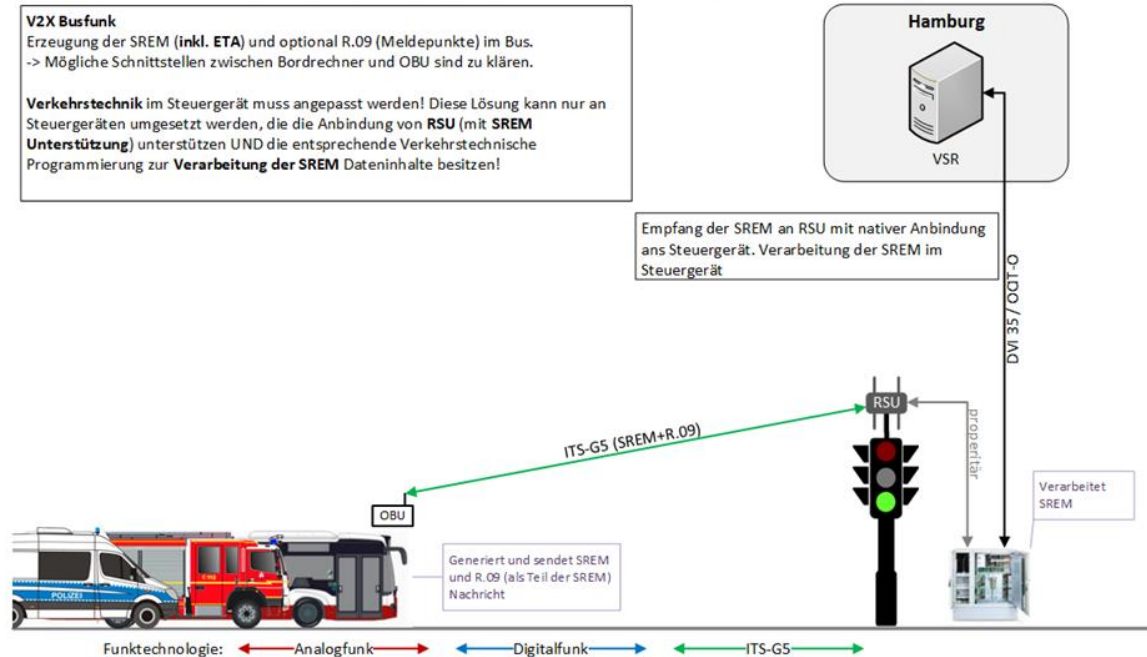 V2X Busfunk
Erzeugung der SREM (inkl. ETA) und optional R.09 (Meldepunkte) im Bus.
-> Mögliche Schnittstellen zwischen Bordrechner und OBU sind zu klären.
Verkehrstechnik im Steuergerät muss angepasst werden! Diese Lösung kann nur an
Steuergeräten umgesetzt werden, die die Anbindung von RSU (mit SREM
Unterstützung) unterstützen UND die entsprechende Verkehrstechnische
Programmierung zur Verarbeitung der SREM Dateninhalte besitzen!
Hamburg
VSR
Empfang der SREM an RSU mit nativer Anbindung
ans Steuergerät. Verarbeitung der SREM im
Steuergerät
DVI 35 / OCIT-O
RSU
properitär
ITS-G5 (SREM+R.09)
OBU
Verarbeitet
SREM
Generiert und sendet SREM
und R.09 (als Teil der SREM)
Nachricht
POLIZEI
Funktechnologie: Analogfunk Digitalfunk ITS-G5